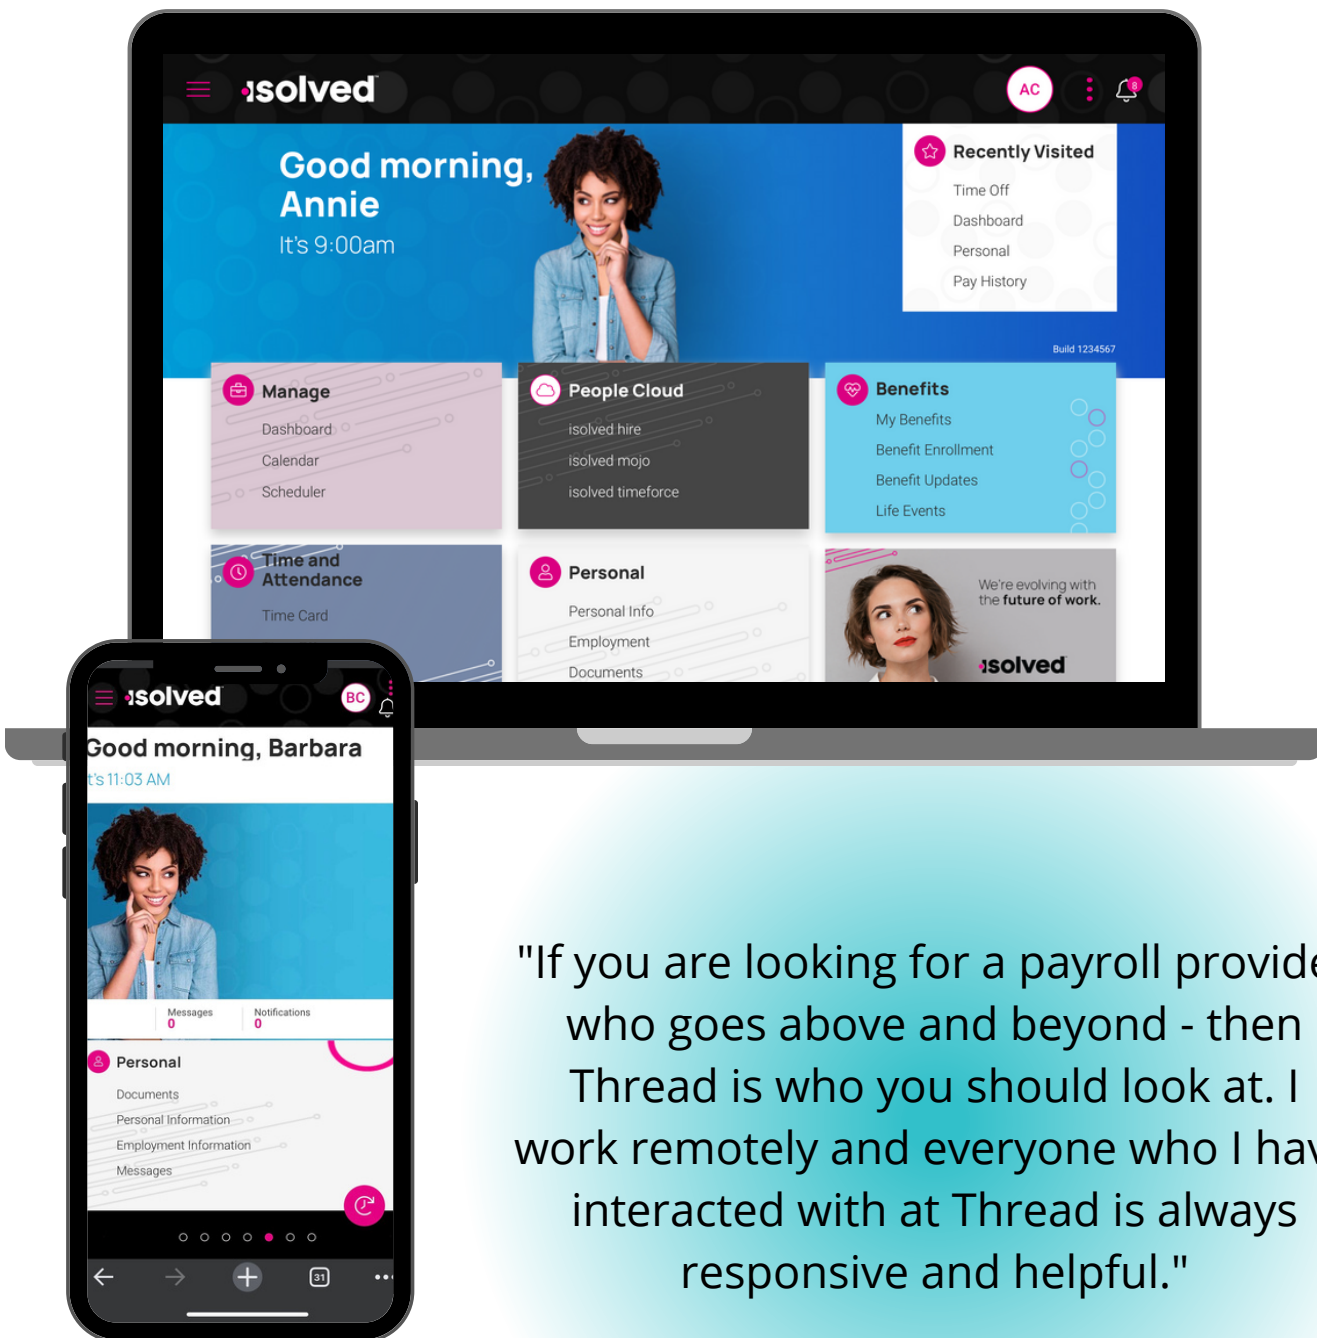 isolved
AC
8
Good morning,
Annie
It's 9:00am
Recently Visited
Time Off
Dashboard
Personal
Pay History
Build 1234567
Manage
Dashboard
Calendar
Scheduler
People Cloud
isolved hire
isolved mojo
isolved timeforce
Benefits
My Benefits
Benefit Enrollment
Benefit Updates
Life Events
Time and
Attendance
Time Card
Personal
Personal Info
Employment
Documents
We're evolving with
the future of work.
isolved
isolved
BC
Good morning, Barbara
t's 11:03 AM
Messages
0
Notifications
0
Personal
Documents
Personal Information
Employment Information
Messages
31
"If you are looking for a payroll provide
who goes above and beyond - then
Thread is who you should look at. I
work remotely and everyone who I hav
interacted with at Thread is always
responsive and helpful."